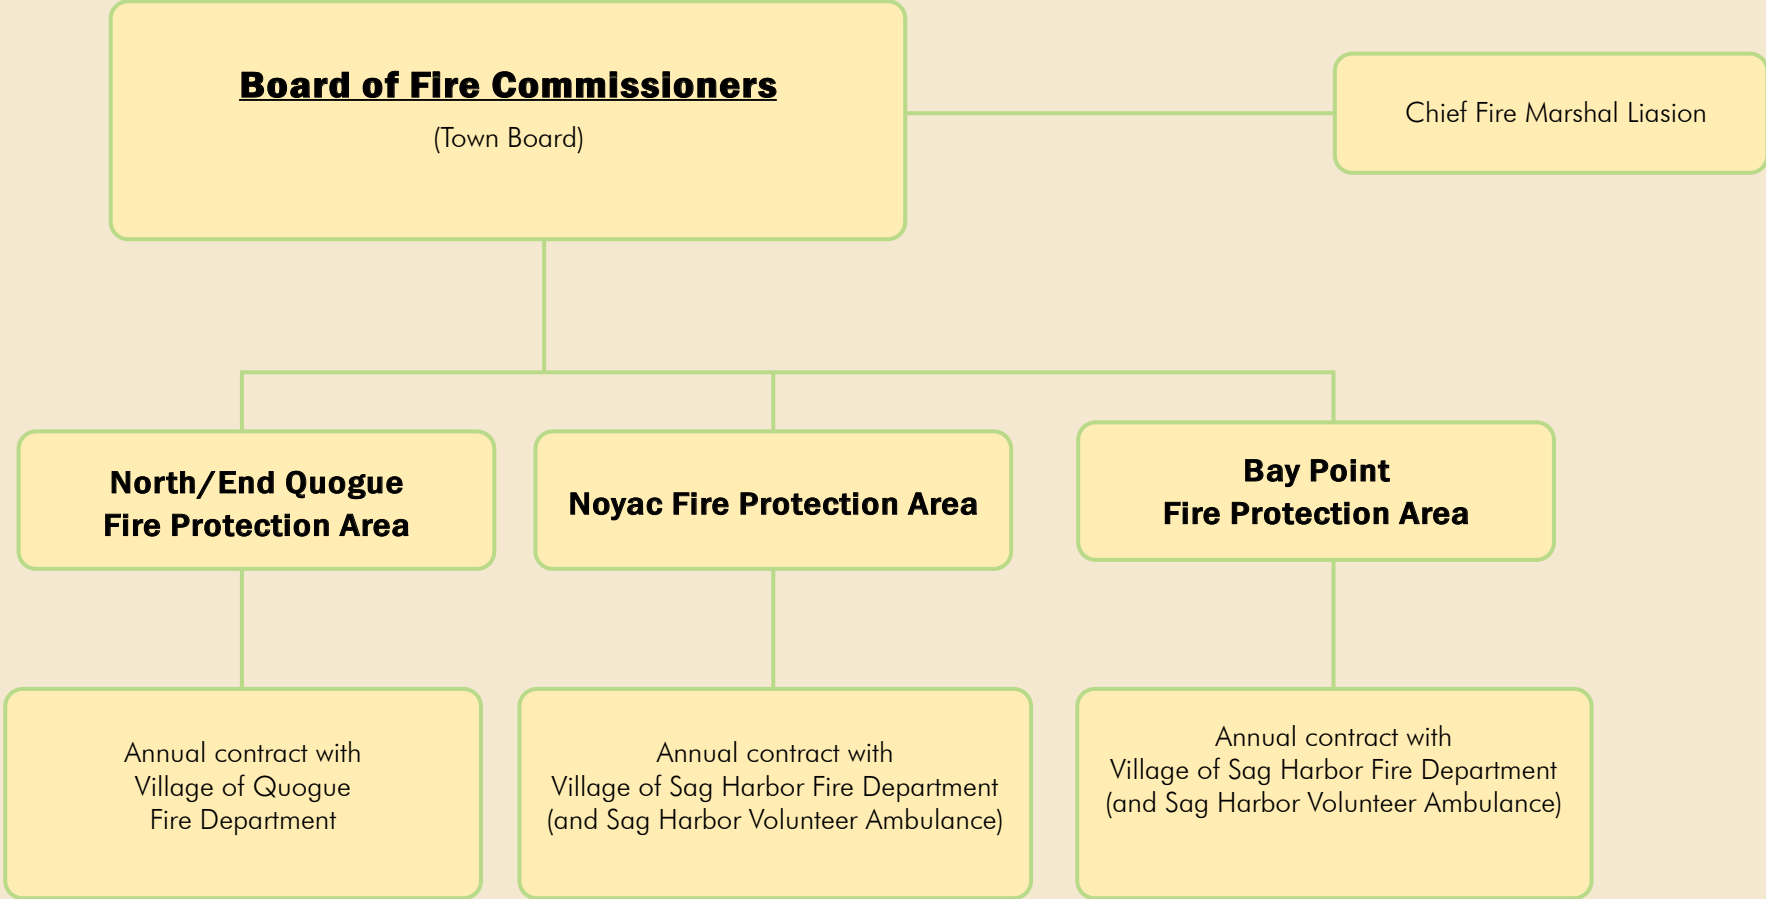 Board of Fire Commissioners
(Town Board)
Chief Fire Marshal Liasion
North/End Quogue
Fire Protection Area
Noyac Fire Protection Area
Bay Point
Fire Protection Area
Annual contract with
Village of Quogue
Fire Department
Annual contract with
Village of Sag Harbor Fire Department
(and Sag Harbor Volunteer Ambulance)
Annual contract with
Village of Sag Harbor Fire Department
(and Sag Harbor Volunteer Ambulance)